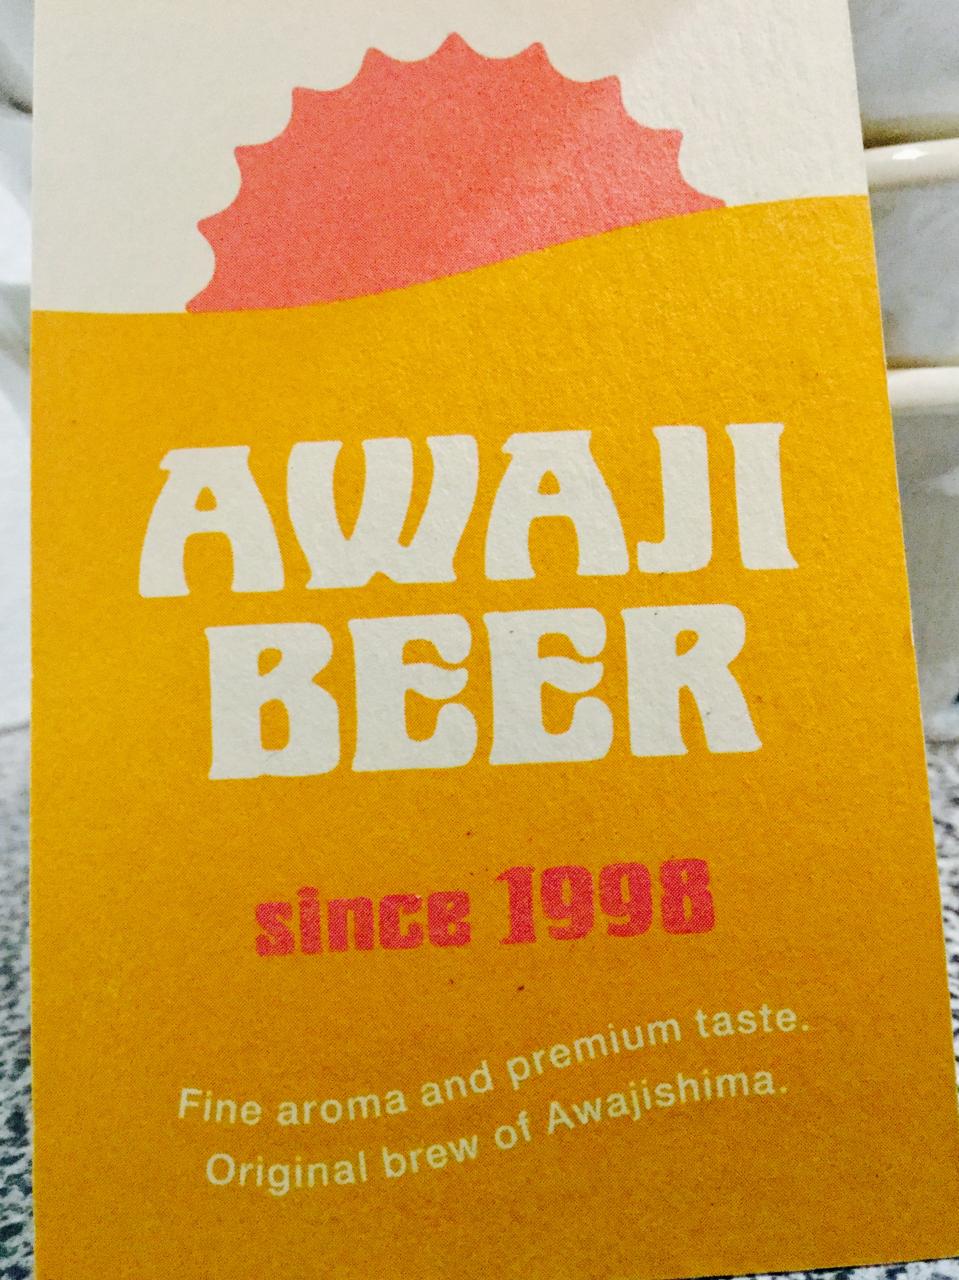 AWAJI
BEER
since 1998
Fine aroma and premium taste.
Original brew of Awajishima.